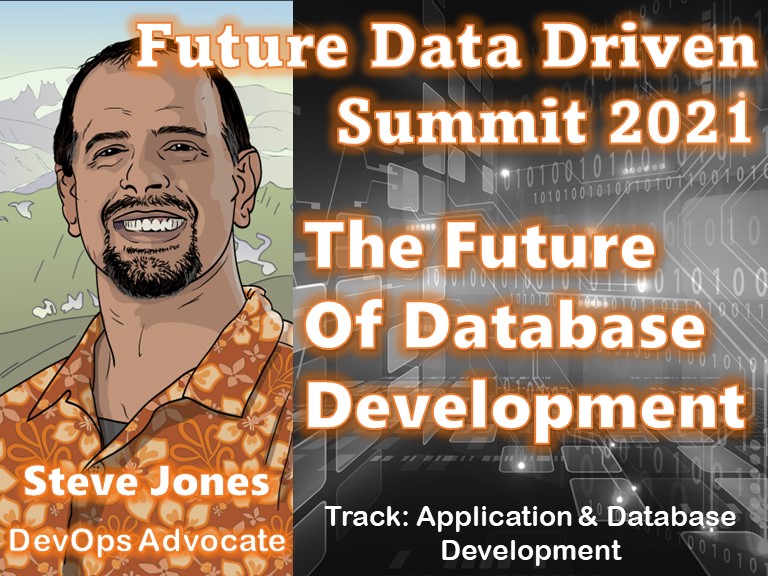 Future Data Driven
Summit 2021
The Future
Of Database
Development
Steve Jones
DevOps Advocate
Track: Application & Database
Development